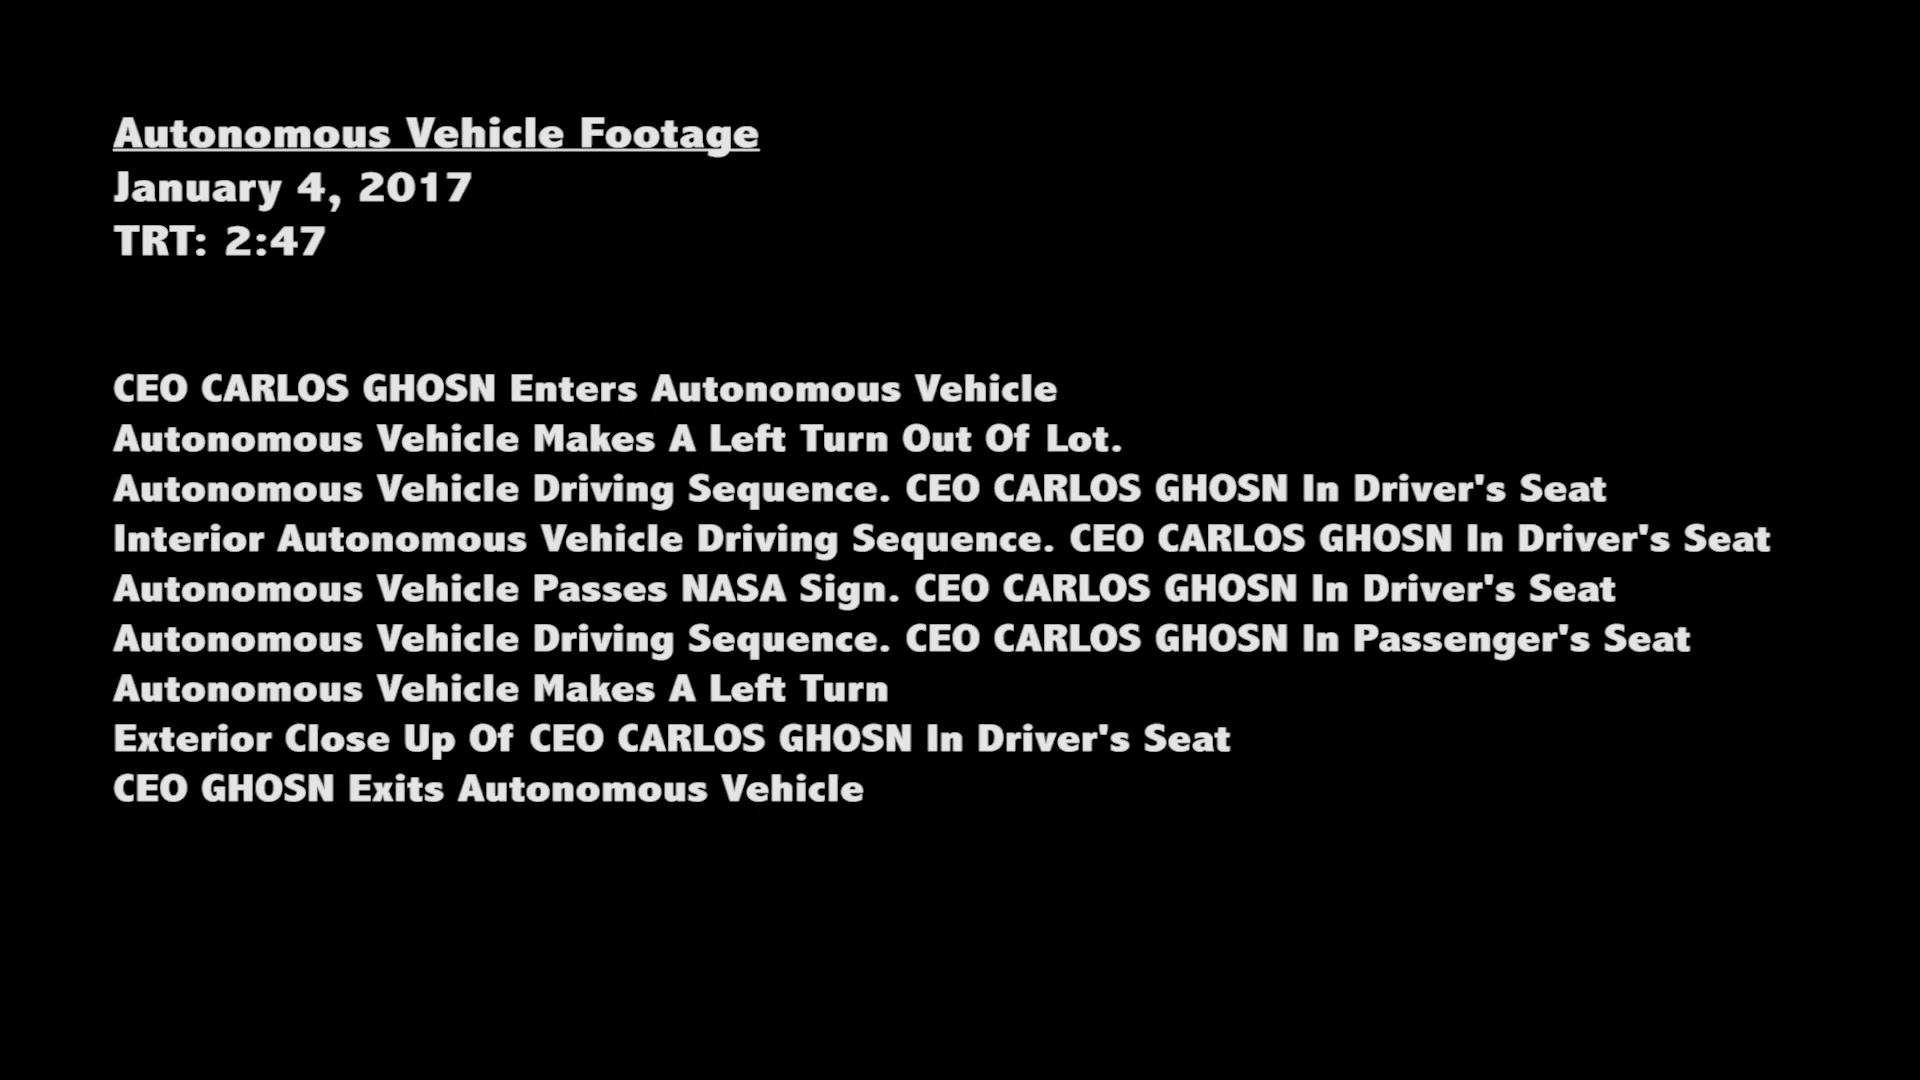 Autonomous Vehicle Footage
January 4, 2017
TRT: 2:47
CEO CARLOS GHOSN Enters Autonomous Vehicle
Autonomous Vehicle Makes A Left Turn Out Of Lot.
Autonomous Vehicle Driving Sequence. CEO CARLOS GHOSN In Driver's Seat
Interior Autonomous Vehicle Driving Sequence. CEO CARLOS GHOSN In Driver's Seat
Autonomous Vehicle Passes NASA Sign. CEO CARLOS GHOSN In Driver's Seat
Autonomous Vehicle Driving Sequence. CEO CARLOS GHOSN In Passenger's Seat
Autonomous Vehicle Makes A Left Turn
Exterior Close Up Of CEO CARLOS GHOSN In Driver's Seat
CEO GHOSN Exits Autonomous Vehicle